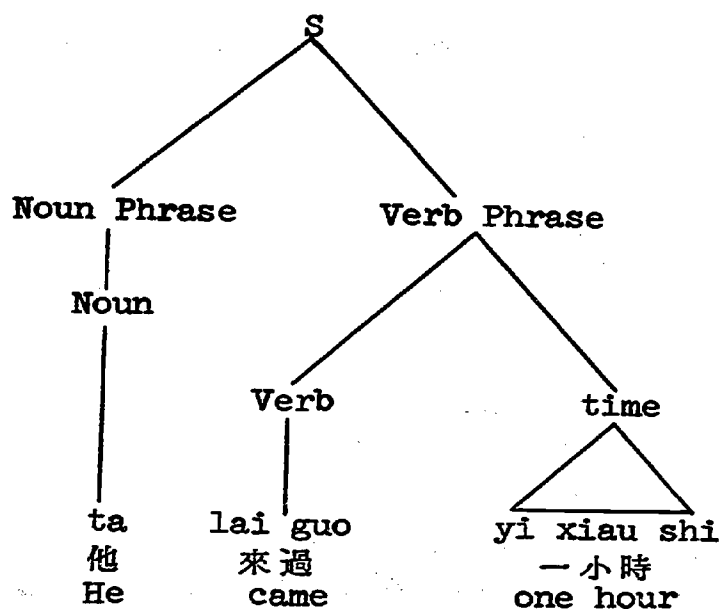 S
Noun Phrase Verb Phrase
Noun
Verb time
ta lai guo yi xiau shi
他 來過 一小時
He came one hour